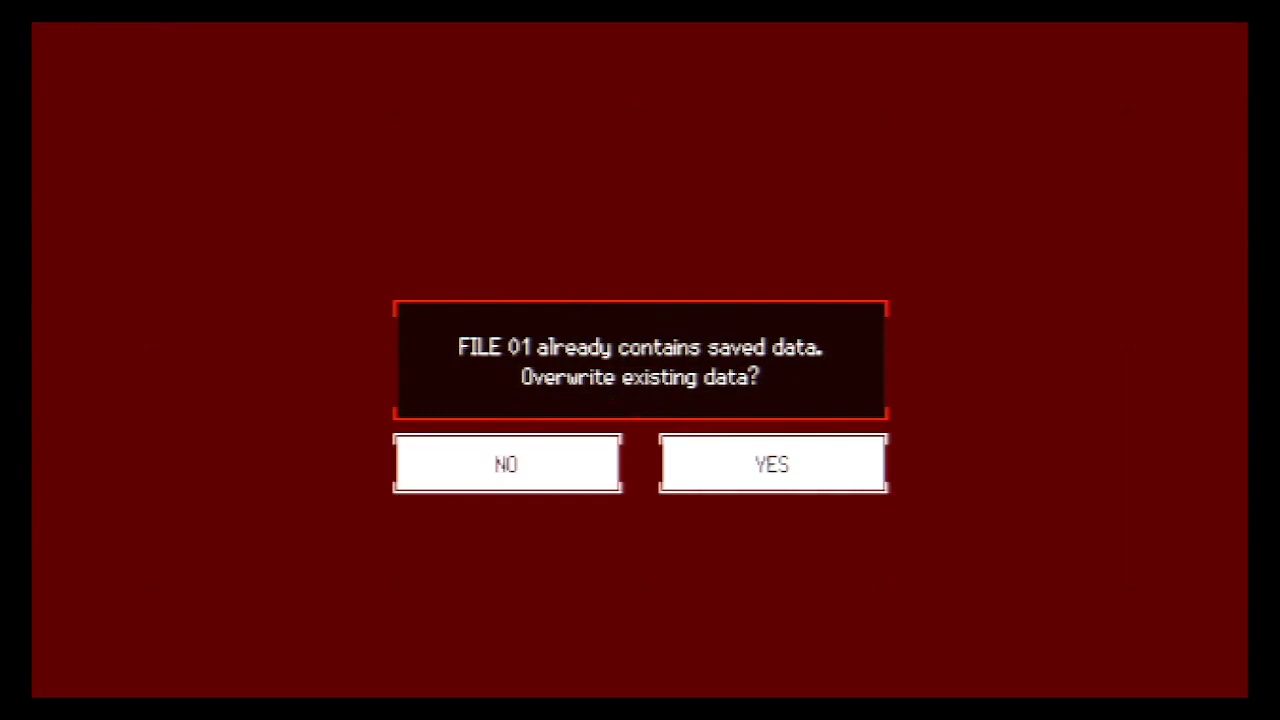 FILE 01 already contains saved data.
Overwrite existing data?
NO
YES